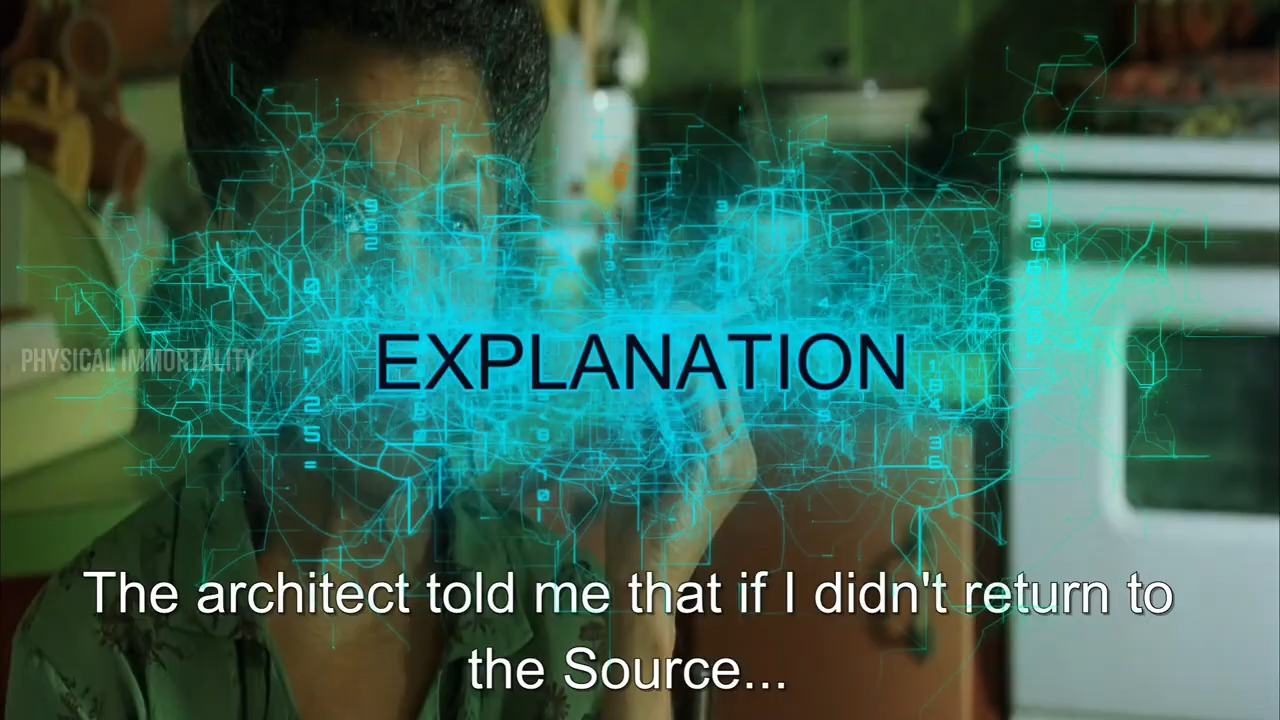 PHYSICAL IMMORTALITY
EXPLANATION
The architect told me that if I didn't return to
the Source...